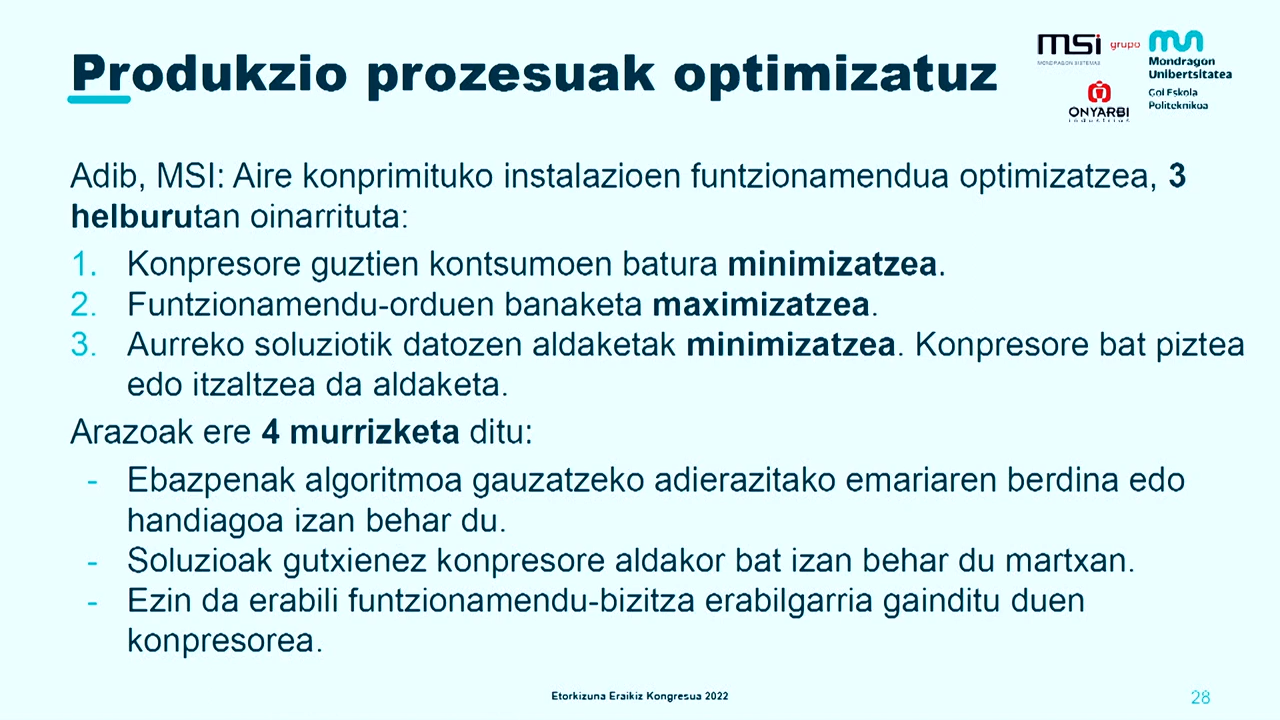 Produkzio prozesuak optimizatuz
msi grupo
MONDRAGON SISTEMAS
Mondragon
Unibertsitatea
Goi Eskola
Politeknikoa
ONYARBI
industrias
Adib, MSI: Aire konprimituko instalazioen funtzionamendua optimizatzea, 3
helburutan oinarrituta:
1. Konpresore guztien kontsumoen batura minimizatzea.
2. Funtzionamendu-orduen banaketa maximizatzea.
3. Aurreko soluziotik datozen aldaketak minimizatzea. Konpresore bat piztea
edo itzaltzea da aldaketa.
Arazoak ere 4 murrizketa ditu:
- Ebazpenak algoritmoa gauzatzeko adierazitako emariaren berdina edo
handiagoa izan behar du.
- Soluzioak gutxienez konpresore aldakor bat izan behar du martxan.
- Ezin da erabili funtzionamendu-bizitza erabilgarria gainditu duen
konpresorea.
Etorkizuna Eraikiz Kongresua 2022
28